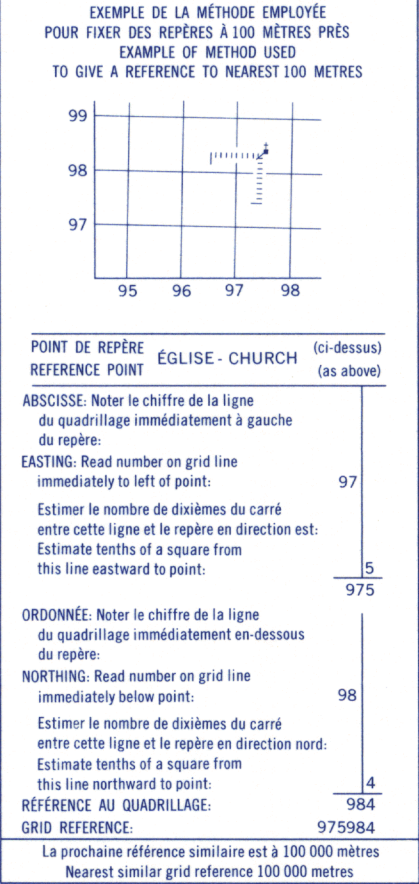 EXEMPLE DE LA MÉTHODE EMPLOYÉE
POUR FIXER DES REPÈRES À 100 MÈTRES PRÈS
EXAMPLE OF METHOD USED
TO GIVE A REFERENCE TO NEAREST 100 METRES
99
98
97
95 96 97 98
POINT DE REPÈRE
REFERENCE POINT
ÉGLISE - CHURCH
(ci-dessus)
(as above)
ABSCISSE: Noter le chiffre de la ligne
du quadrillage immédiatement à gauche
du repère:
EASTING: Read number on grid line
immediately to left of point: 97
Estimer le nombre de dixièmes du carré
entre cette ligne et le repère en direction est:
Estimate tenths of a square from
this line eastward to point: 5
975
ORDONNÉE: Noter le chiffre de la ligne
du quadrillage immédiatement en-dessous
du repère:
NORTHING: Read number on grid line
immediately below point: 98
Estimer le nombre de dixièmes du carré
entre cette ligne et le repère en direction nord:
Estimate tenths of a square from
this line northward to point: 4
RÉFÉRENCE AU QUADRILLAGE: 984
GRID REFERENCE: 975984
La prochaine référence similaire est à 100 000 mètres
Nearest similar grid reference 100 000 metres